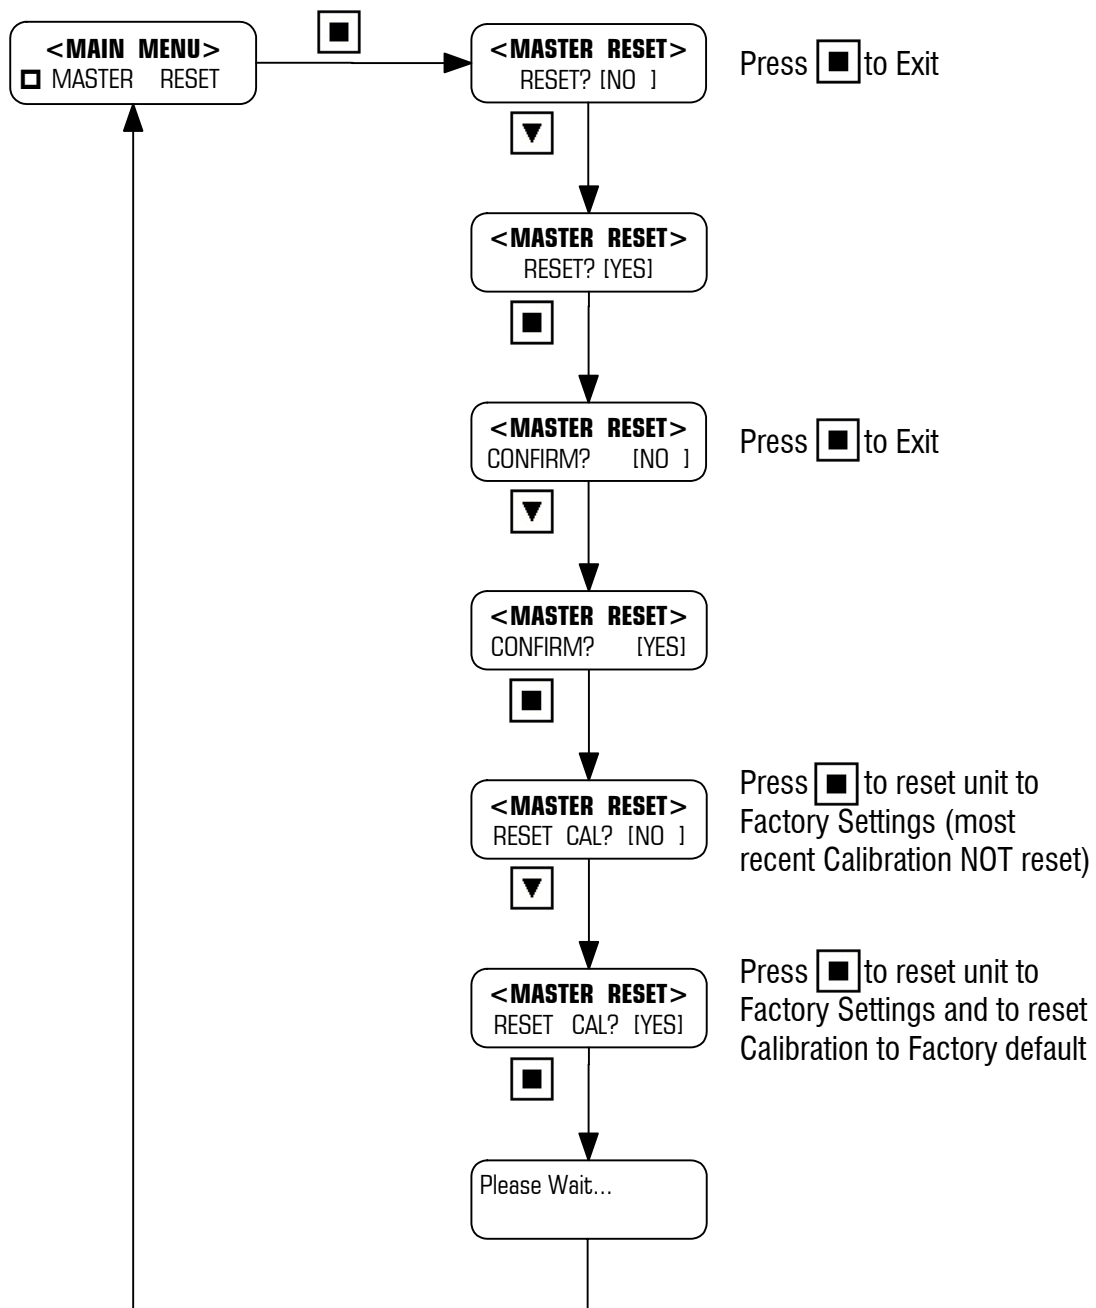 <MAIN MENU>
MASTER RESET
<MASTER RESET>
RESET? [NO ]
Press to Exit
<MASTER RESET>
RESET? [YES]
<MASTER RESET>
CONFIRM? [NO ]
Press to Exit
<MASTER RESET>
CONFIRM? [YES]
<MASTER RESET>
RESET CAL? [NO ]
Press to reset unit to
Factory Settings (most
recent Calibration NOT reset)
<MASTER RESET>
RESET CAL? [YES]
Press to reset unit to
Factory Settings and to reset
Calibration to Factory default
Please Wait...